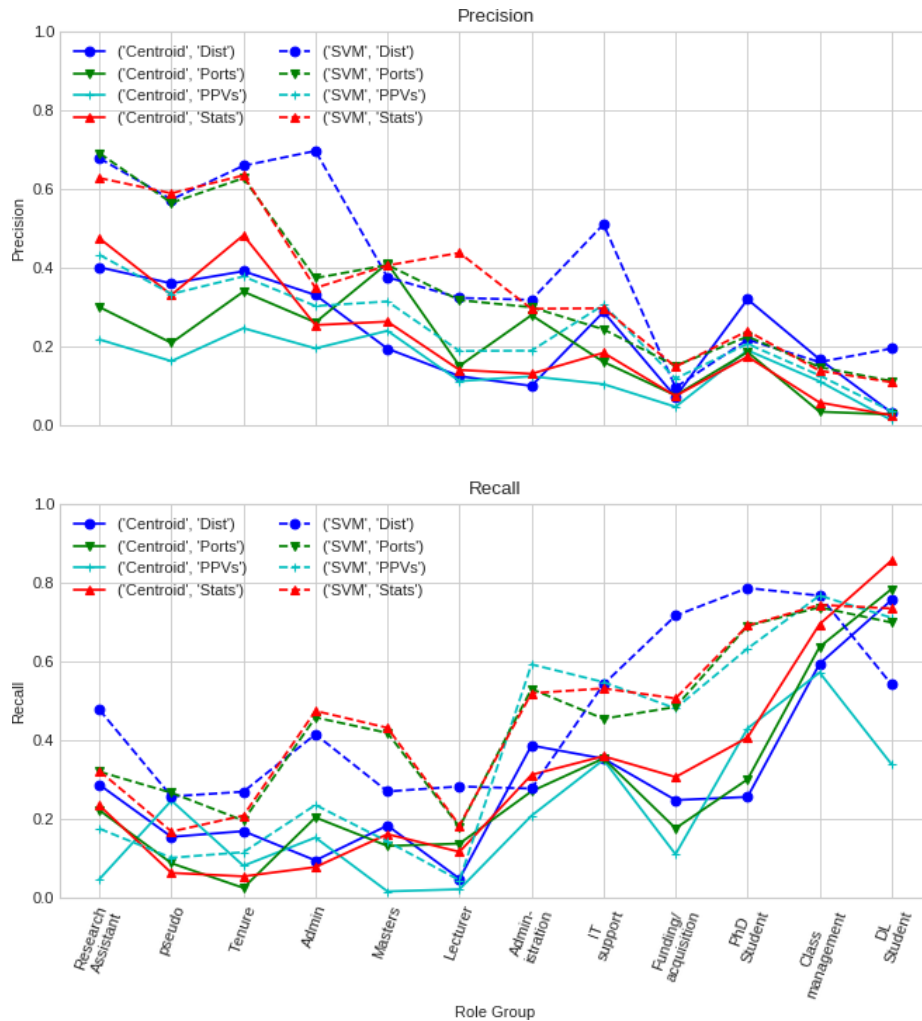 Precision
1.0
('Centroid', 'Dist') ('SVM', 'Dist')
('Centroid', 'Ports') ('SVM', 'Ports')
('Centroid', 'PPVs') ('SVM', 'PPVs')
('Centroid', 'Stats') ('SVM', 'Stats')
0.8
0.6
Precision
0.4
0.2
0.0
Recall
1.0
('Centroid', 'Dist') ('SVM', 'Dist')
('Centroid', 'Ports') ('SVM', 'Ports')
('Centroid', 'PPVs') ('SVM', 'PPVs')
('Centroid', 'Stats') ('SVM', 'Stats')
0.8
0.6
Recall
0.4
0.2
0.0
Research
Assistant
pseudo
Tenure
Admin
Masters
Lecturer
Admin-
istration
IT
support
Funding/
acquisition
PhD
Student
Class
management
DL
Student
Role Group